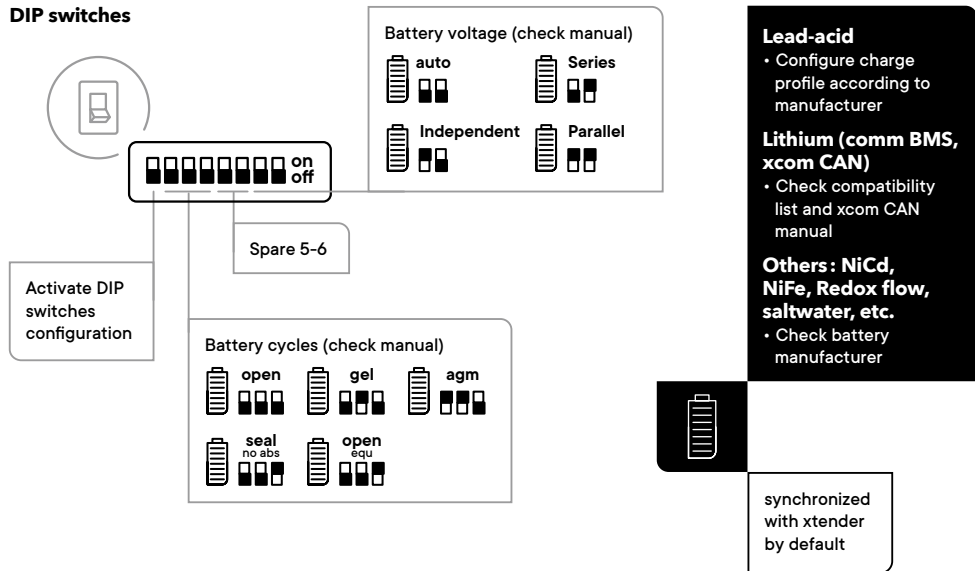 DIP switches
on
off
Activate DIP
switches
configuration
Spare 5-6
Battery voltage (check manual)
auto
Series
Independent
Parallel
Battery cycles (check manual)
open
gel
agm
seal
no abs
open
equ
Lead-acid
• Configure charge
profile according to
manufacturer
Lithium (comm BMS,
xcom CAN)
• Check compatibility
list and xcom CAN
manual
Others : NiCd,
NiFe, Redox flow,
saltwater, etc.
• Check battery
manufacturer
synchronized
with xtender
by default